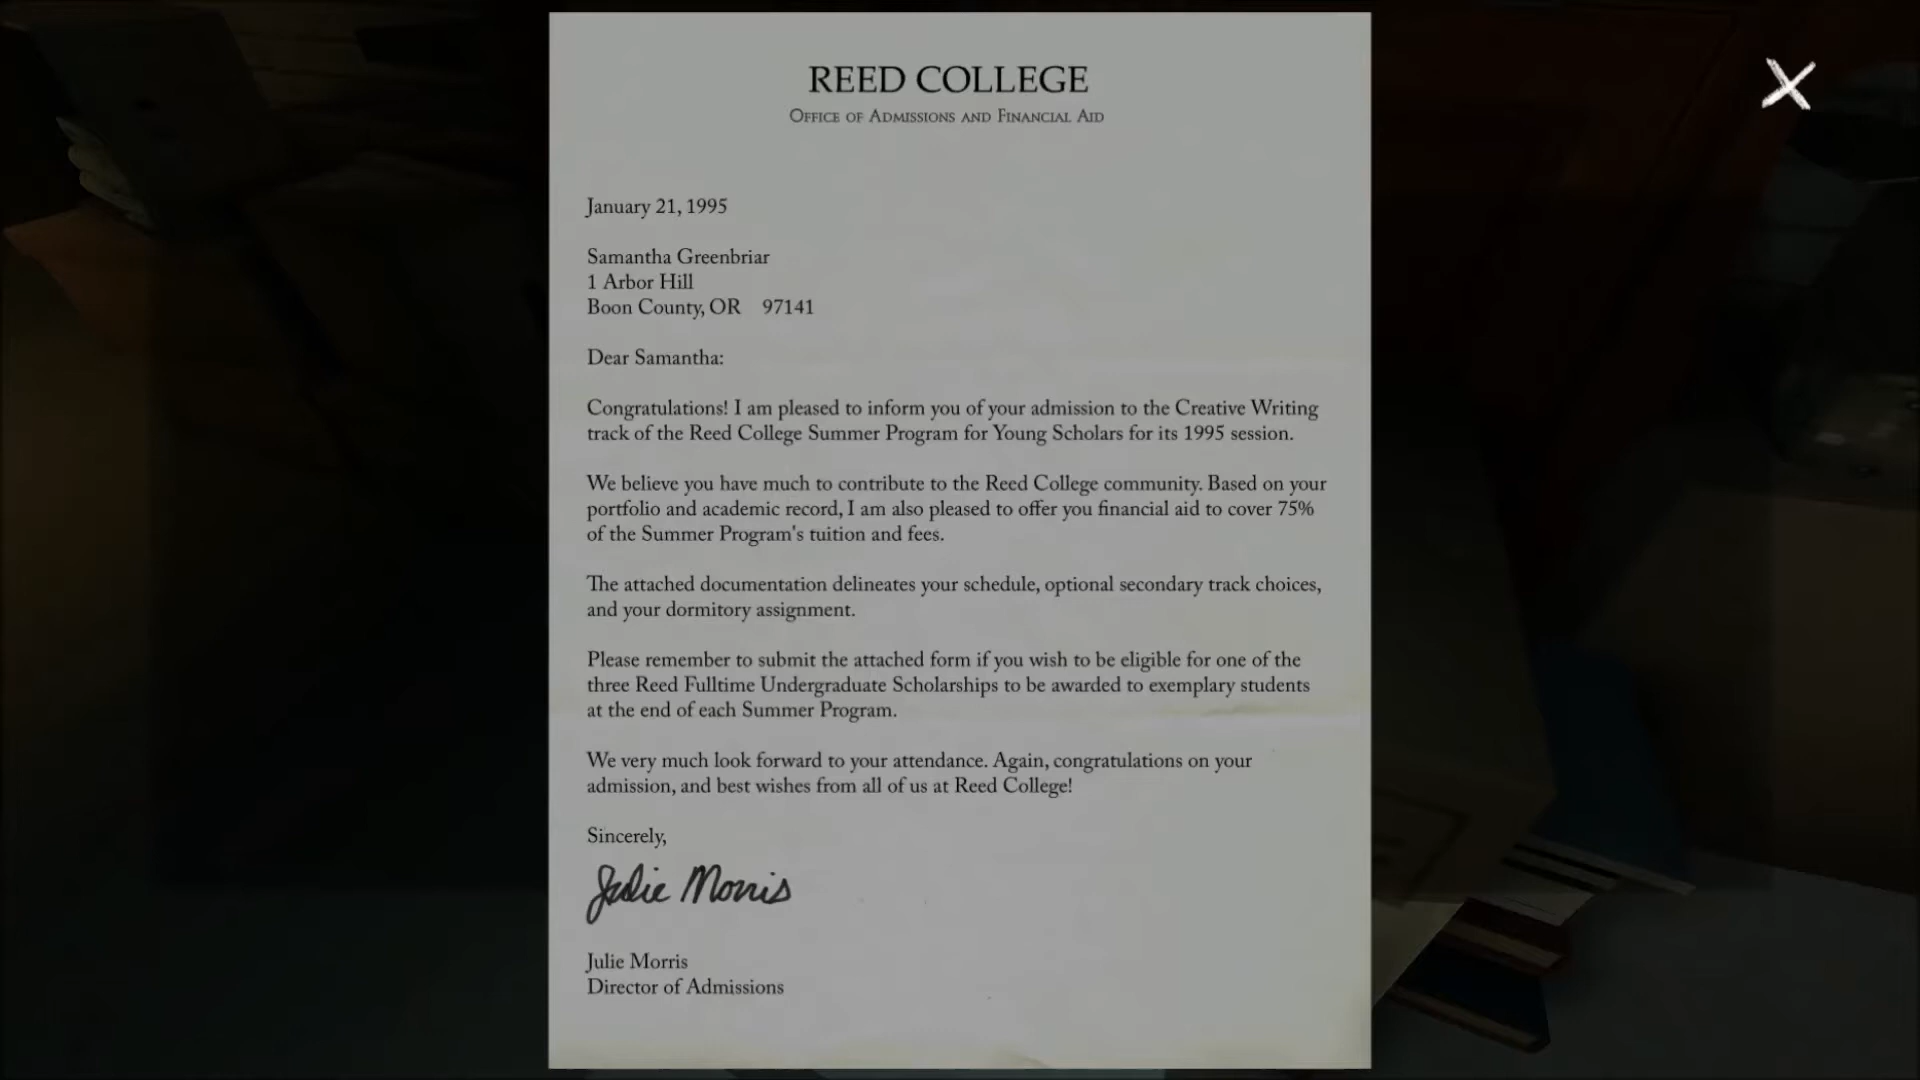 REED COLLEGE
Office of Admissions and Financial Aid
January 21, 1995
Samantha Greenbriar
1 Arbor Hill
Boon County, OR 97141
Dear Samantha:
Congratulations! I am pleased to inform you of your admission to the Creative Writing
track of the Reed College Summer Program for Young Scholars for its 1995 session.
We believe you have much to contribute to the Reed College community. Based on your
portfolio and academic record, I am also pleased to offer you financial aid to cover 75%
of the Summer Program's tuition and fees.
The attached documentation delineates your schedule, optional secondary track choices,
and your dormitory assignment.
Please remember to submit the attached form if you wish to be eligible for one of the
three Reed Fulltime Undergraduate Scholarships to be awarded to exemplary students
at the end of each Summer Program.
We very much look forward to your attendance. Again, congratulations on your
admission, and best wishes from all of us at Reed College!
Sincerely,
Julie Morris
Julie Morris
Director of Admissions